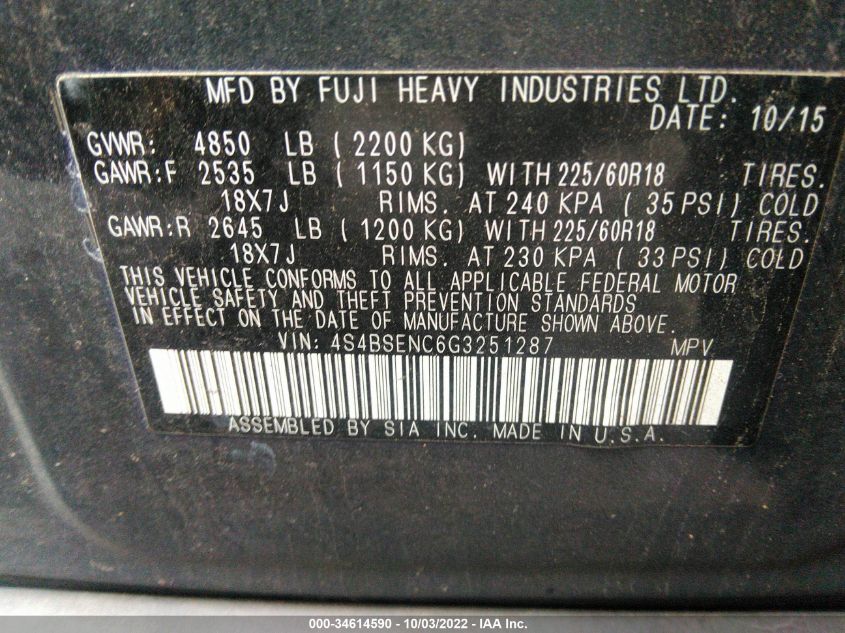 MFD BY FUJI HEAVY INDUSTRIES LTD.
DATE: 10/15
GVWR: 4850 LB ( 2200 KG)
GAWR:F 2535 LB ( 1150 KG) WITH 225/60R18 TIRES.
18X7J RIMS. AT 240 KPA ( 35 PSI) COLD
GAWR:R 2645 LB ( 1200 KG) WITH 225/60R18 TIRES.
18X7J RIMS. AT 230 KPA ( 33 PSI) COLD
THIS VEHICLE CONFORMS TO ALL APPLICABLE FEDERAL MOTOR
VEHICLE SAFETY AND THEFT PREVENTION STANDARDS
IN EFFECT ON THE DATE OF MANUFACTURE SHOWN ABOVE.
VIN: 4S4BSENC6G3251287 MPV
ASSEMBLED BY SIA INC. MADE IN U.S.A.
000-34614590 - 10/03/2022 - IAA Inc.